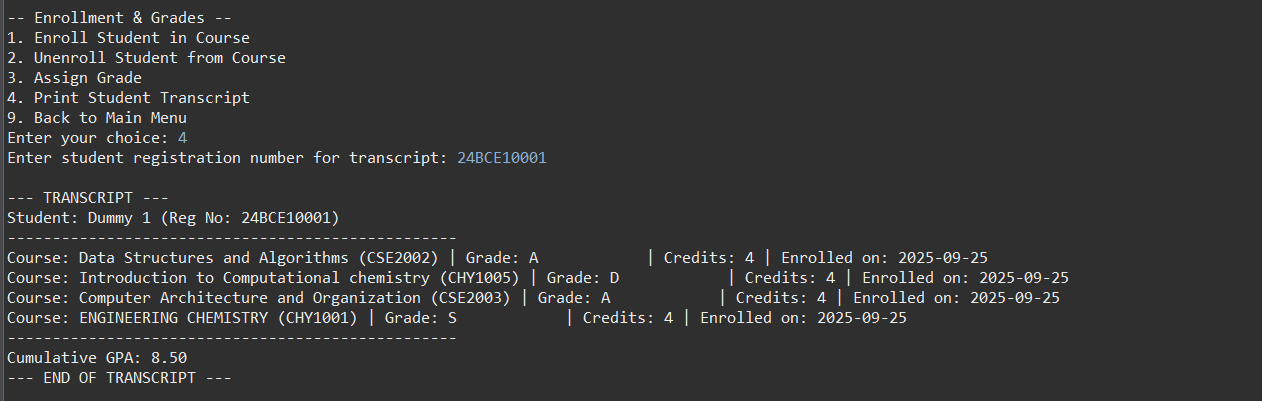 -- Enrollment & Grades --
1. Enroll Student in Course
2. Unenroll Student from Course
3. Assign Grade
4. Print Student Transcript
9. Back to Main Menu
Enter your choice: 4
Enter student registration number for transcript: 24BCE10001
--- TRANSCRIPT ---
Student: Dummy 1 (Reg No: 24BCE10001)
--------------------------------------------------
Course: Data Structures and Algorithms (CSE2002) | Grade: A            | Credits: 4 | Enrolled on: 2025-09-25
Course: Introduction to Computational chemistry (CHY1005) | Grade: D            | Credits: 4 | Enrolled on: 2025-09-25
Course: Computer Architecture and Organization (CSE2003) | Grade: A            | Credits: 4 | Enrolled on: 2025-09-25
Course: ENGINEERING CHEMISTRY (CHY1001) | Grade: S            | Credits: 4 | Enrolled on: 2025-09-25
--------------------------------------------------
Cumulative GPA: 8.50
--- END OF TRANSCRIPT ---